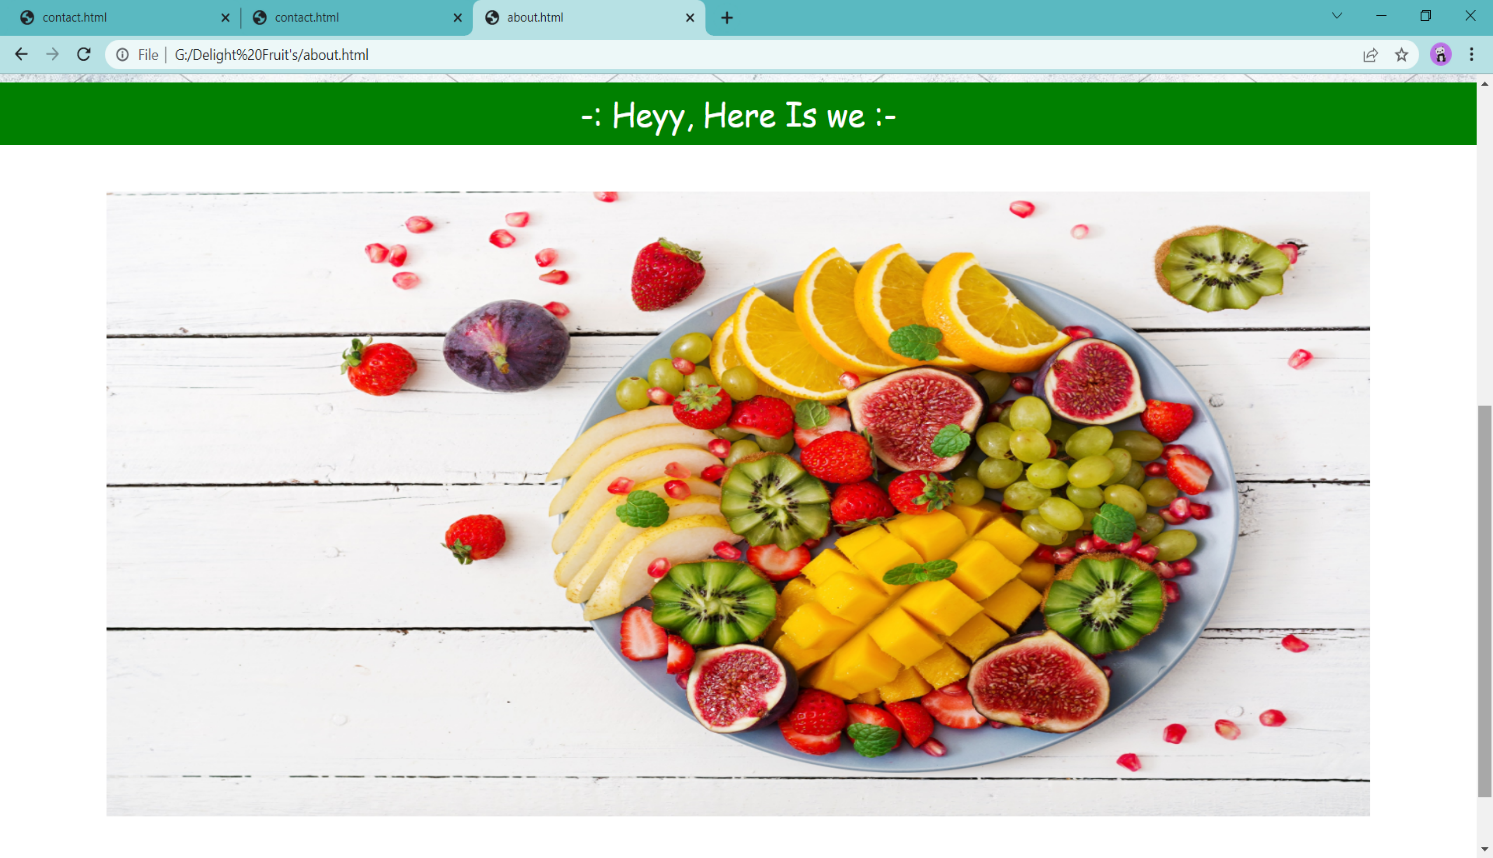 contact.html
contact.html
about.html
File | G:/Delight%20Fruit's/about.html
-: Heyy, Here Is we :-